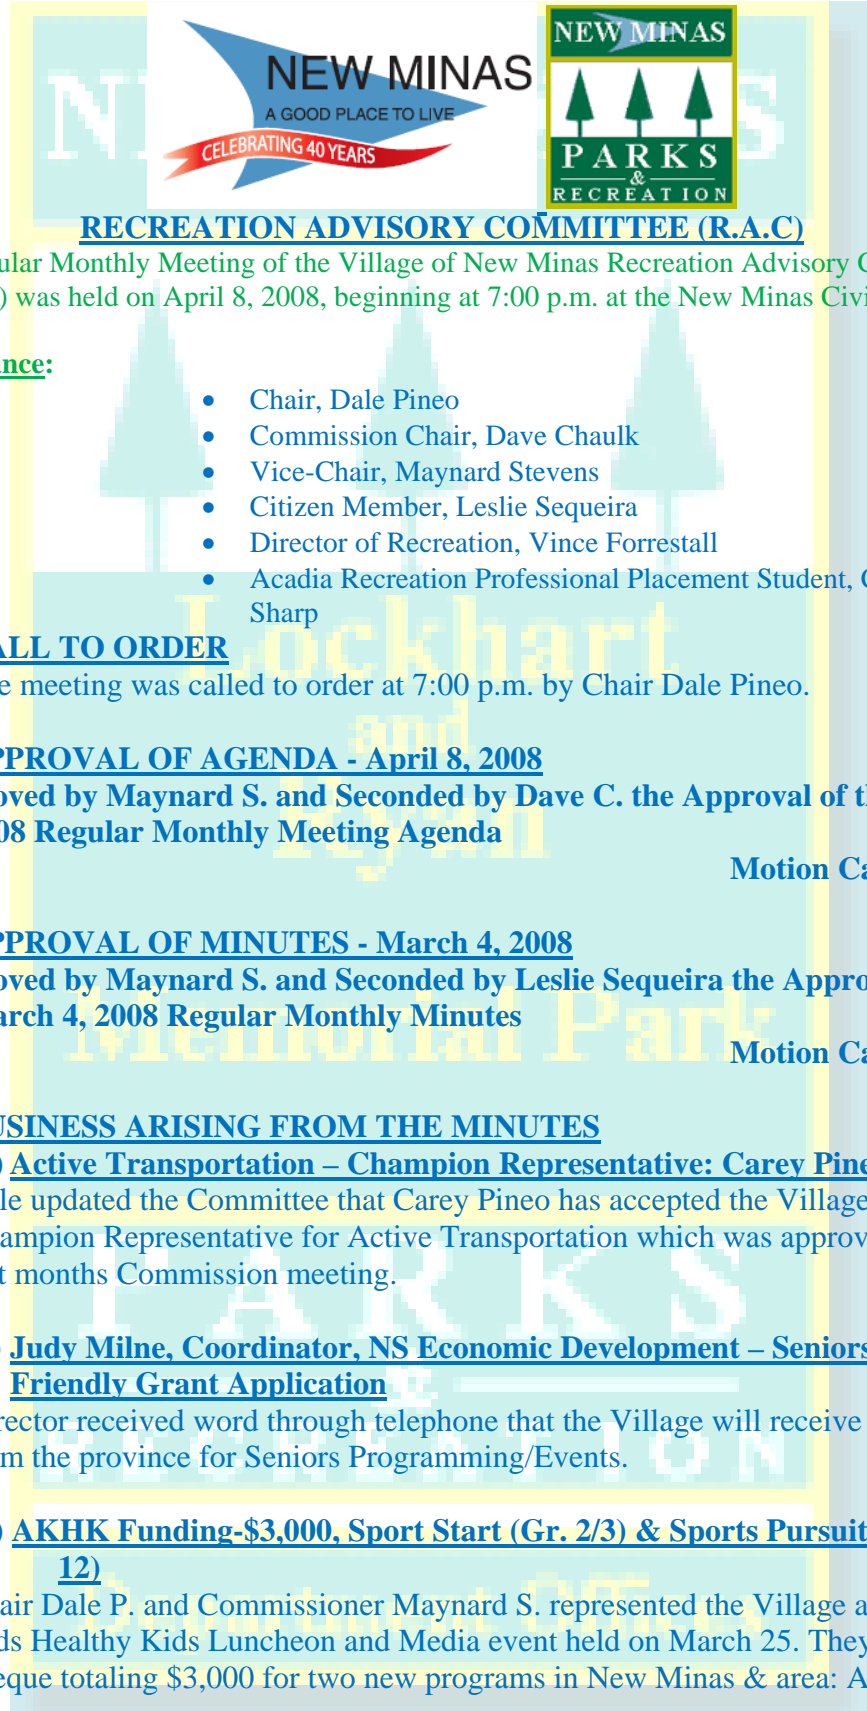 NEW MINAS
A GOOD PLACE TO LIVE
CELEBRATING 40 YEARS
NEW MINAS
PARKS
&
RECREATION
RECREATION ADVISORY COMMITTEE (R.A.C)
ular Monthly Meeting of the Village of New Minas Recreation Advisory C
) was held on April 8, 2008, beginning at 7:00 p.m. at the New Minas Civi
ance:
• Chair, Dale Pineo
• Commission Chair, Dave Chaulk
• Vice-Chair, Maynard Stevens
• Citizen Member, Leslie Sequeira
• Director of Recreation, Vince Forrestall
• Acadia Recreation Professional Placement Student, C
Sharp
ALL TO ORDER
e meeting was called to order at 7:00 p.m. by Chair Dale Pineo.
PPROVAL OF AGENDA - April 8, 2008
oved by Maynard S. and Seconded by Dave C. the Approval of th
08 Regular Monthly Meeting Agenda
Motion Ca
PPROVAL OF MINUTES - March 4, 2008
oved by Maynard S. and Seconded by Leslie Sequeira the Appro
arch 4, 2008 Regular Monthly Minutes
Motion Ca
USINESS ARISING FROM THE MINUTES
) Active Transportation – Champion Representative: Carey Pine
le updated the Committee that Carey Pineo has accepted the Village
ampion Representative for Active Transportation which was approv
t months Commission meeting.
Judy Milne, Coordinator, NS Economic Development – Seniors
Friendly Grant Application
rector received word through telephone that the Village will receive
m the province for Seniors Programming/Events.
) AKHK Funding-$3,000, Sport Start (Gr. 2/3) & Sports Pursuit
12)
air Dale P. and Commissioner Maynard S. represented the Village a
ds Healthy Kids Luncheon and Media event held on March 25. They
eque totaling $3,000 for two new programs in New Minas & area: A
Lockhart
and
Ryan
Memorial Park
PARKS
&
RECREATION